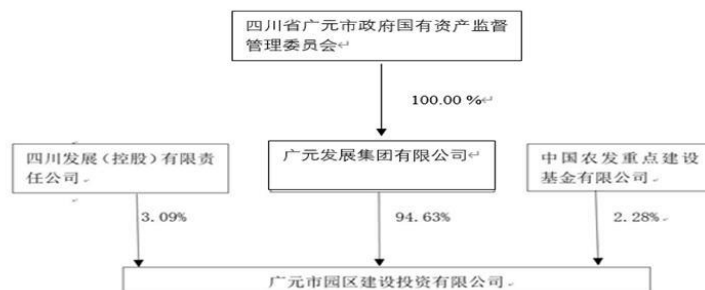 四川省广元市政府国有资产监督
管理委员会
100.00 %
四川发展（控股）有限责
任公司
广元发展集团有限公司
中国农发重点建设
基金有限公司
3.09%
94.63%
2.28%
广元市园区建设投资有限公司